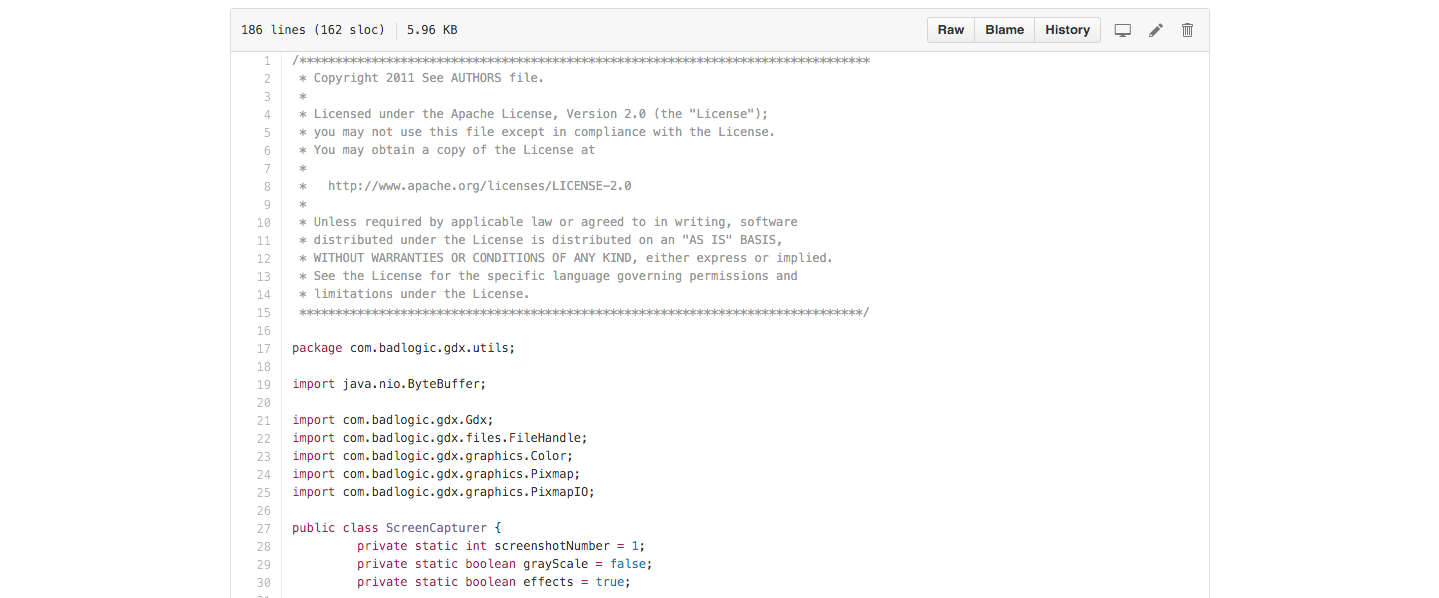 186 lines (162 sloc) 5.96 KB Raw Blame History
1 /*******************************************************************************
2  * Copyright 2011 See AUTHORS file.
3  *
4  * Licensed under the Apache License, Version 2.0 (the "License");
5  * you may not use this file except in compliance with the License.
6  * You may obtain a copy of the License at
7  *
8  *   http://www.apache.org/licenses/LICENSE-2.0
9  *
10  * Unless required by applicable law or agreed to in writing, software
11  * distributed under the License is distributed on an "AS IS" BASIS,
12  * WITHOUT WARRANTIES OR CONDITIONS OF ANY KIND, either express or implied.
13  * See the License for the specific language governing permissions and
14  * limitations under the License.
15  ******************************************************************************/
16
17 package com.badlogic.gdx.utils;
18
19 import java.nio.ByteBuffer;
20
21 import com.badlogic.gdx.Gdx;
22 import com.badlogic.gdx.files.FileHandle;
23 import com.badlogic.gdx.graphics.Color;
24 import com.badlogic.gdx.graphics.Pixmap;
25 import com.badlogic.gdx.graphics.PixmapIO;
26
27 public class ScreenCapturer {
28         private static int screenshotNumber = 1;
29         private static boolean grayScale = false;
30         private static boolean effects = true;